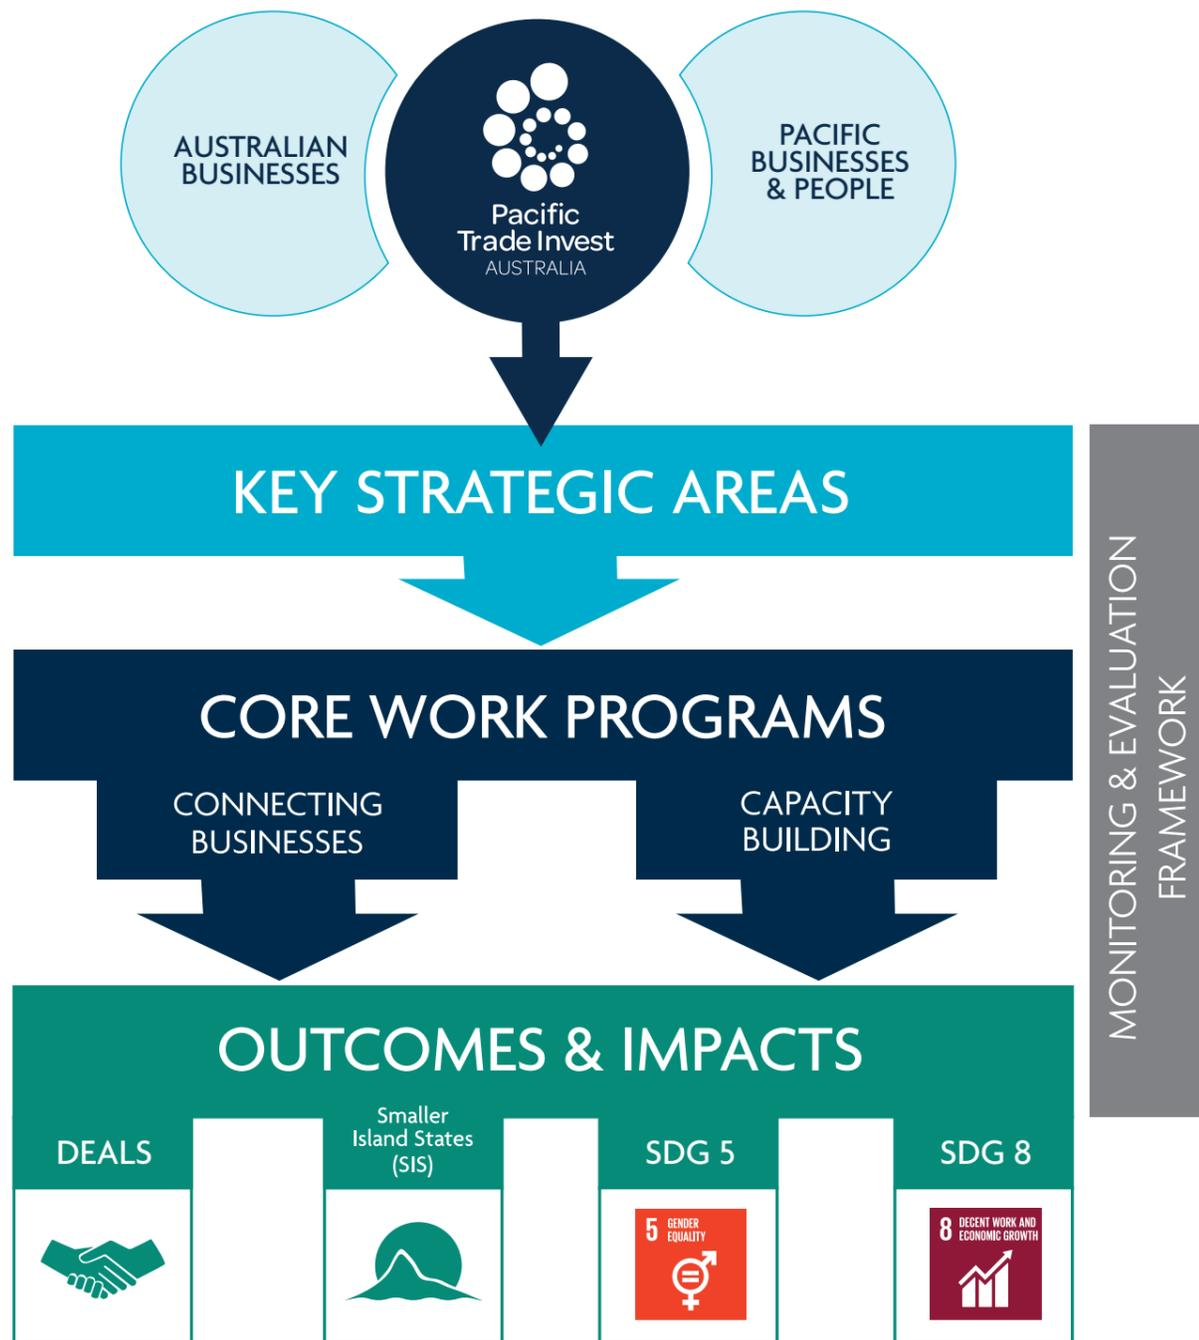 AUSTRALIAN
BUSINESSES
Pacific
Trade Invest
AUSTRALIA
PACIFIC
BUSINESSES
& PEOPLE
KEY STRATEGIC AREAS
CORE WORK PROGRAMS
CONNECTING
BUSINESSES
CAPACITY
BUILDING
MONITORING & EVALUATION
FRAMEWORK
OUTCOMES & IMPACTS
DEALS
Smaller
Island States
(SIS)
SDG 5
SDG 8
5 GENDER
EQUALITY
8 DECENT WORK AND
ECONOMIC GROWTH